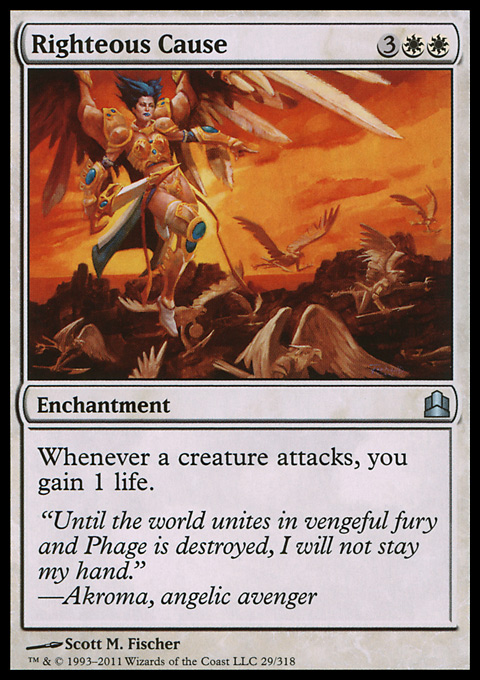 Righteous Cause 3
Enchantment
Whenever a creature attacks, you
gain 1 life.
“Until the world unites in vengeful fury
and Phage is destroyed, I will not stay
my hand.”
—Akroma, angelic avenger
Scott M. Fischer
™ & © 1993–2011 Wizards of the Coast LLC 29/318